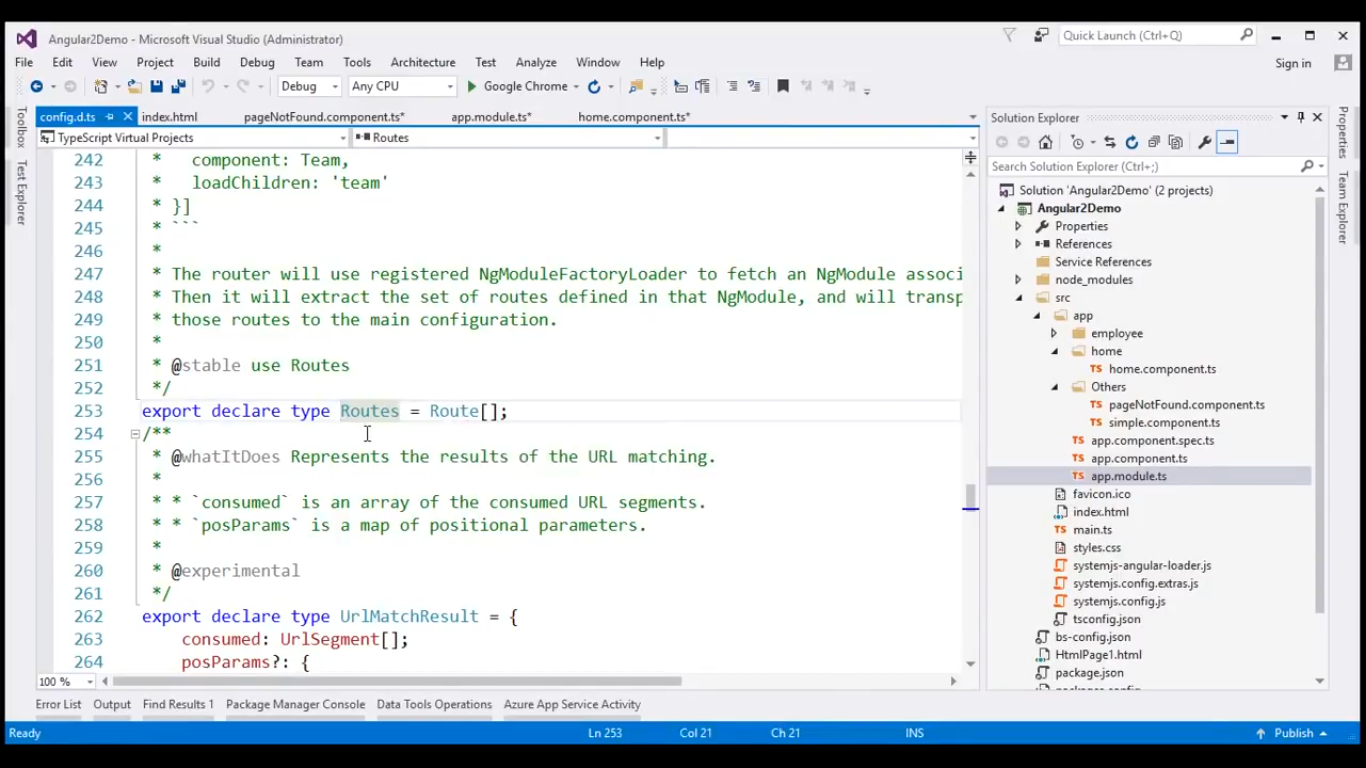 Angular2Demo - Microsoft Visual Studio (Administrator)
Quick Launch (Ctrl+Q)
File Edit View Project Build Debug Team Tools Architecture Test Analyze Window Help
Sign in
Debug Any CPU Google Chrome
config.d.ts index.html pageNotFound.component.ts* app.module.ts* home.component.ts*
TypeScript Virtual Projects Routes
Toolbox
Test Explorer
242 * component: Team,
243 * loadChildren: 'team'
244 * }]
245 * ```
246 *
247 * The router will use registered NgModuleFactoryLoader to fetch an NgModule associ
248 * Then it will extract the set of routes defined in that NgModule, and will transp
249 * those routes to the main configuration.
250 *
251 * @stable use Routes
252 */
253 export declare type Routes = Route[];
254 /**
255 * @whatItDoes Represents the results of the URL matching.
256 *
257 * * `consumed` is an array of the consumed URL segments.
258 * * `posParams` is a map of positional parameters.
259 *
260 * @experimental
261 */
262 export declare type UrlMatchResult = {
263 consumed: UrlSegment[];
264 posParams?: {
100 %
Solution Explorer
Search Solution Explorer (Ctrl+;)
Solution 'Angular2Demo' (2 projects)
Angular2Demo
Properties
References
Service References
node_modules
src
app
employee
home
TS home.component.ts
Others
TS pageNotFound.component.ts
TS simple.component.ts
TS app.component.spec.ts
TS app.component.ts
TS app.module.ts
favicon.ico
index.html
TS main.ts
styles.css
systemjs-angular-loader.js
systemjs.config.extras.js
systemjs.config.js
tsconfig.json
bs-config.json
HtmlPage1.html
package.json
packages.config
Properties
Team Explorer
Error List Output Find Results 1 Package Manager Console Data Tools Operations Azure App Service Activity
Ready Ln 253 Col 21 Ch 21 INS Publish